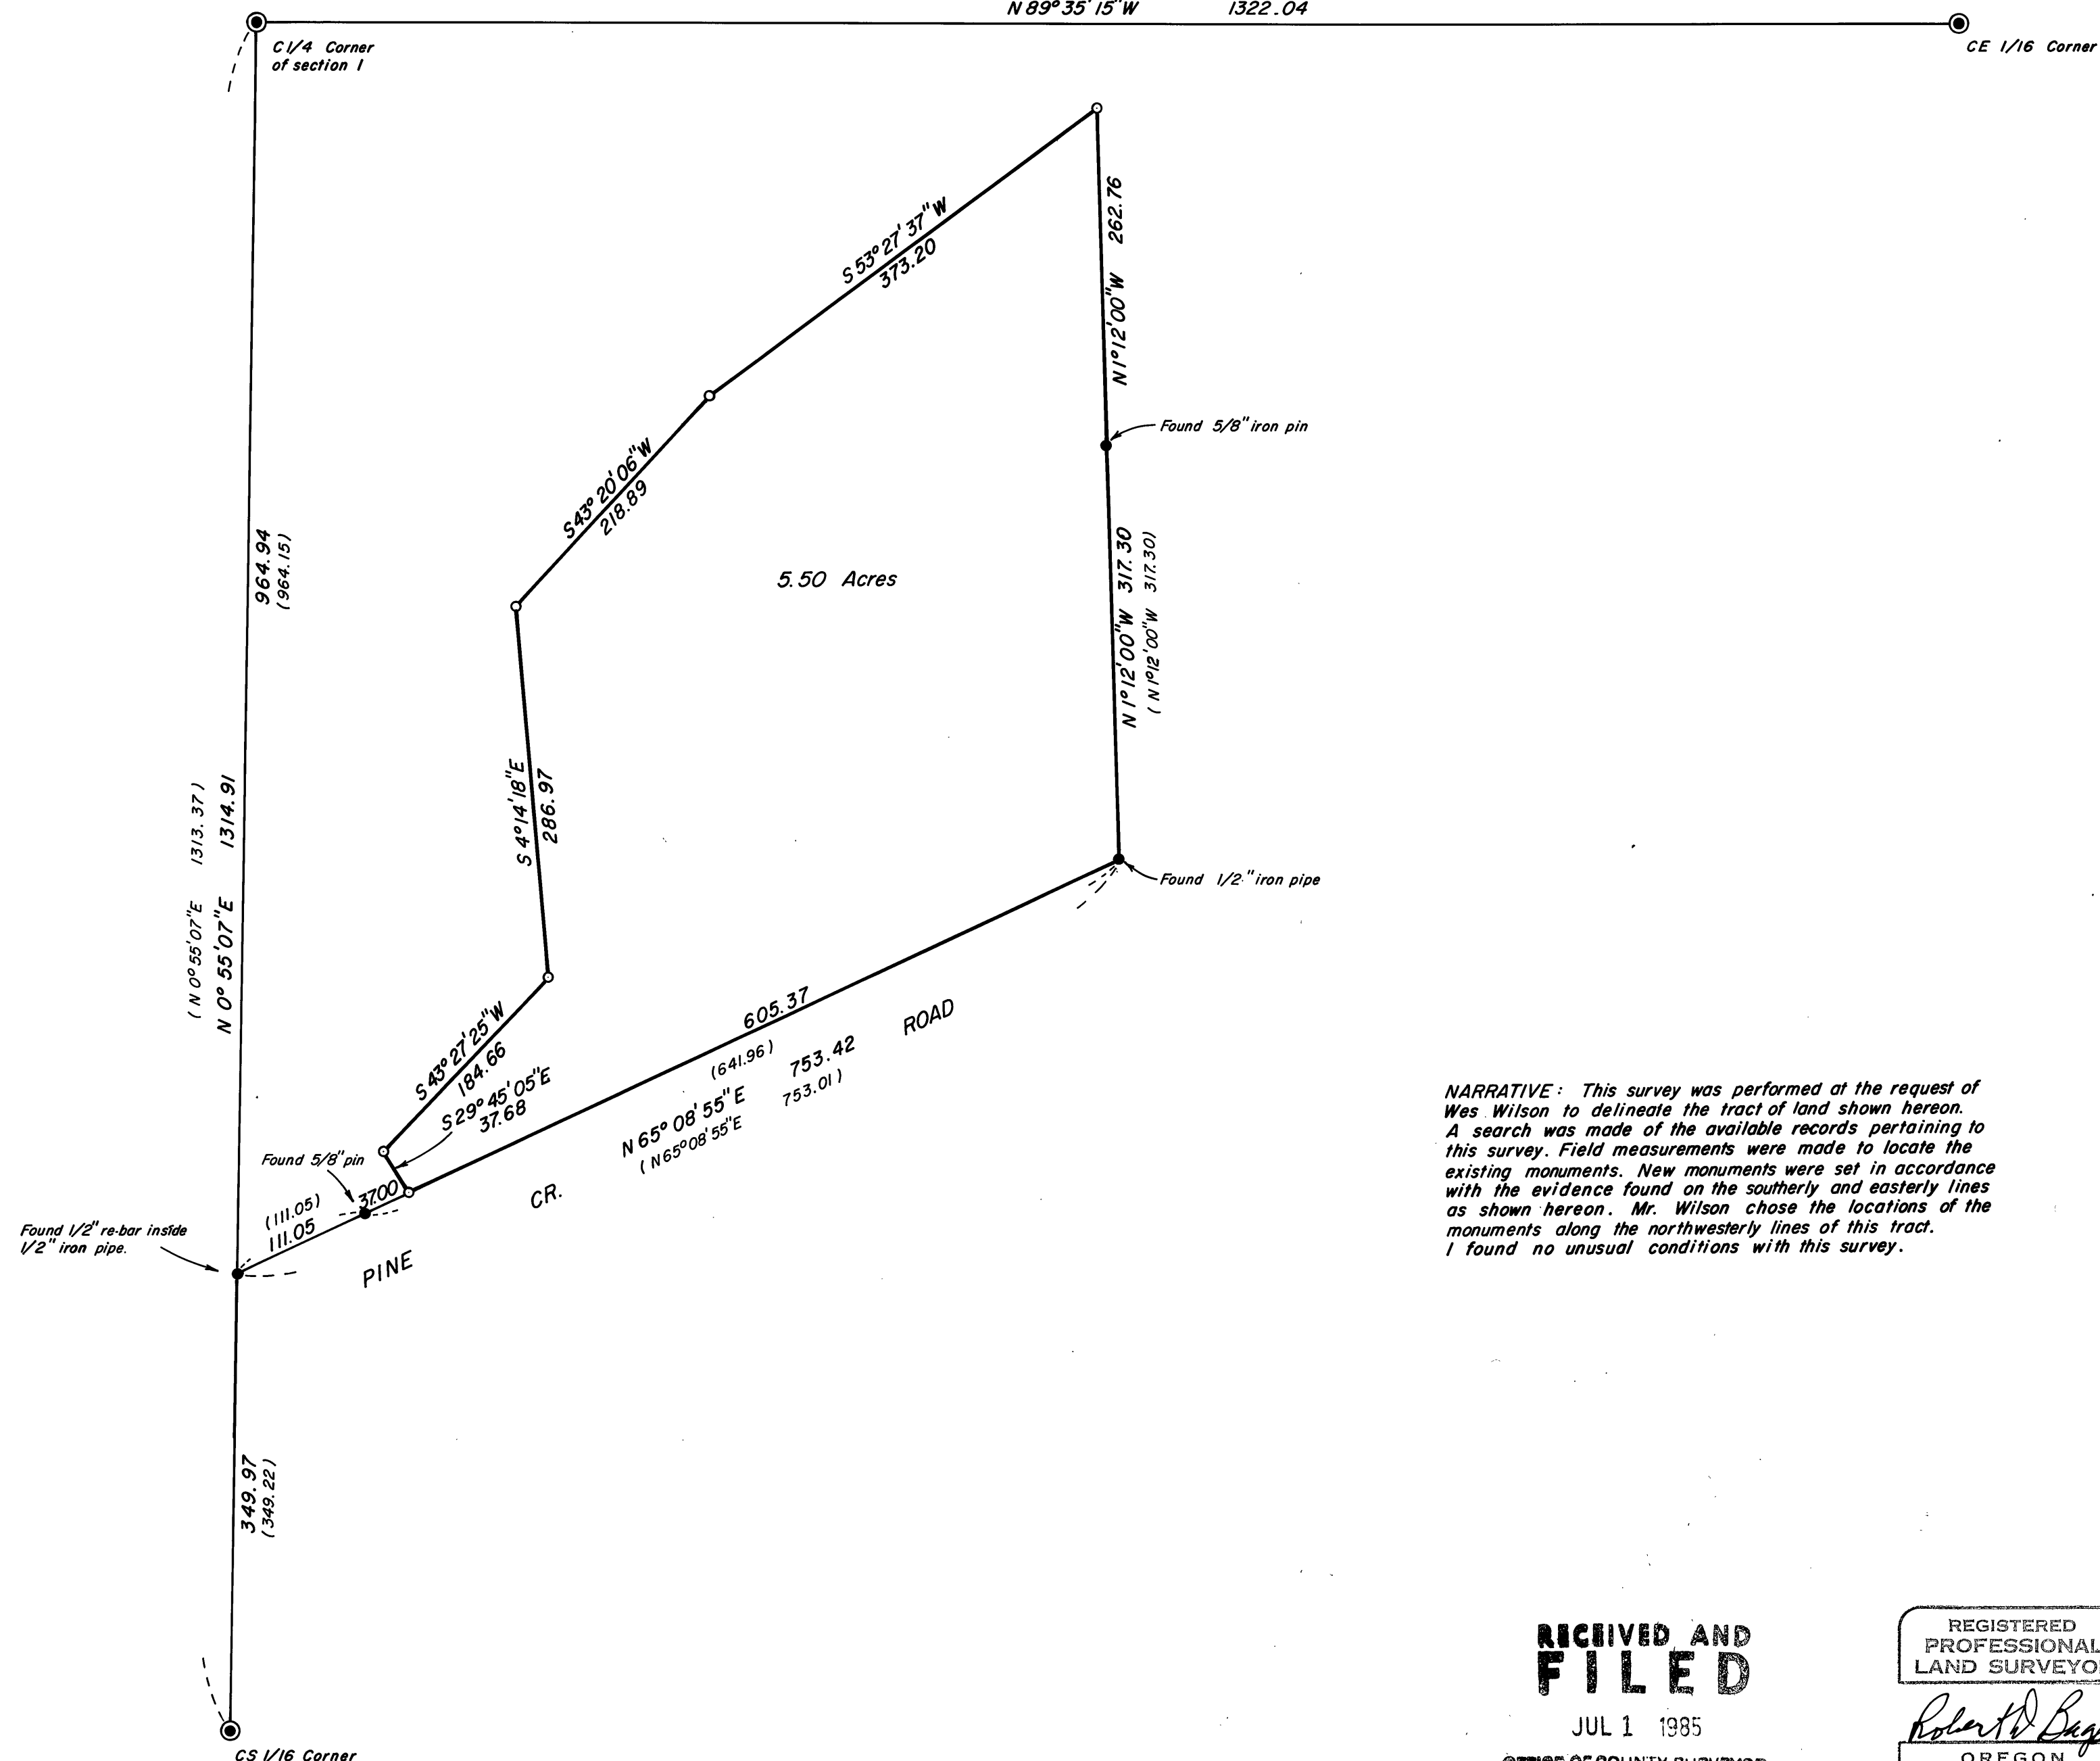 N 89° 35' 15" W 1322.04
C 1/4 Corner
of section 1
CE 1/16 Corner
S 53° 27' 37" W
373.20
N 1° 12' 00" W 262.76
Found 5/8" iron pin
S 43° 20' 06" W
218.89
964.94
(964.15)
5.50 Acres
N 1° 12' 00" W 317.30
( N 1° 12' 00" W 317.30)
S 4° 14' 18" E
286.97
( N 0° 55' 07" E 1313.37 )
N 0° 55' 07" E 1314.91
Found 1/2" iron pipe
605.37
(641.96)
N 65° 08' 55" E 753.42
( N 65° 08' 55" E 753.01 )
PINE CR. ROAD
S 43° 27' 25" W
184.66
S 29° 45' 05" E
37.68
Found 5/8" pin
37.00
(111.05)
111.05
Found 1/2" re-bar inside
1/2" iron pipe.
NARRATIVE : This survey was performed at the request of
Wes Wilson to delineate the tract of land shown hereon.
A search was made of the available records pertaining to
this survey. Field measurements were made to locate the
existing monuments. New monuments were set in accordance
with the evidence found on the southerly and easterly lines
as shown hereon. Mr. Wilson chose the locations of the
monuments along the northwesterly lines of this tract.
I found no unusual conditions with this survey.
349.97
(349.22)
CS 1/16 Corner
RECEIVED AND
FILED
JUL 1 1985
OFFICE OF COUNTY SURVEYOR
REGISTERED
PROFESSIONAL
LAND SURVEYO
Robert D
OREGON